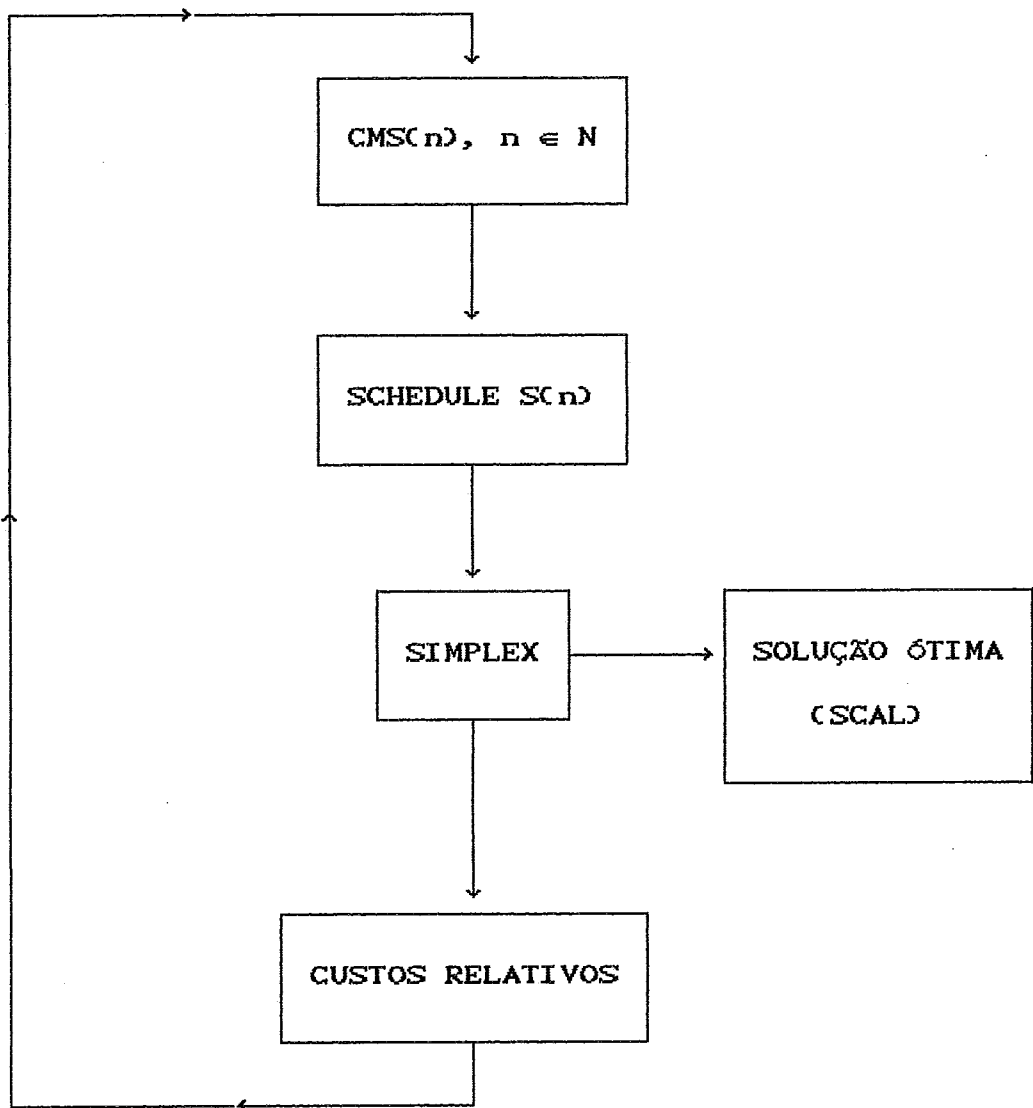 CMS(n), n ∈ N
SCHEDULE S(n)
SIMPLEX
SOLUÇÃO ÓTIMA
(SCAL)
CUSTOS RELATIVOS